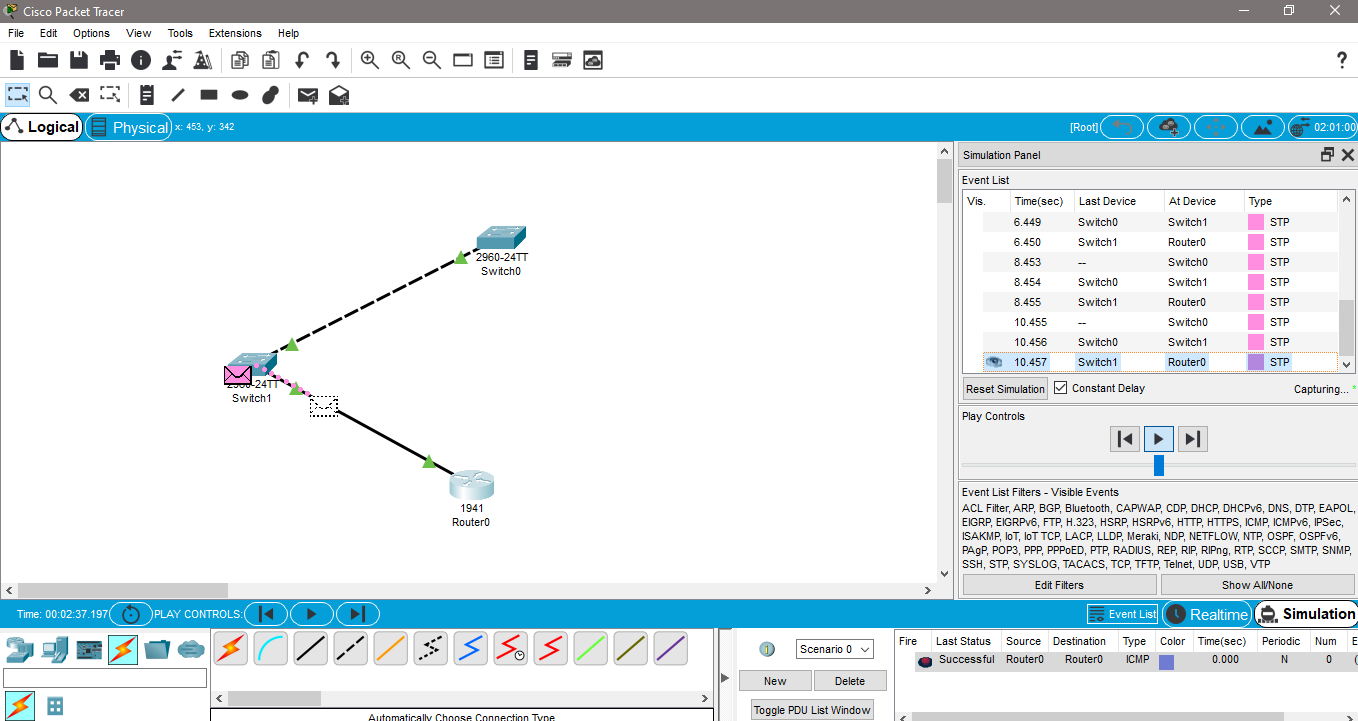 Cisco Packet Tracer
File Edit Options View Tools Extensions Help
Logical Physical x: 453, y: 342 [Root] 02:01:00
2960-24TT
Switch0
2960-24TT
Switch1
1941
Router0
Simulation Panel
Event List
Vis. Time(sec) Last Device At Device Type
6.449 Switch0 Switch1 STP
6.450 Switch1 Router0 STP
8.453 -- Switch0 STP
8.454 Switch0 Switch1 STP
8.455 Switch1 Router0 STP
10.455 -- Switch0 STP
10.456 Switch0 Switch1 STP
10.457 Switch1 Router0 STP
Reset Simulation Constant Delay Capturing... *
Play Controls
Event List Filters - Visible Events
ACL Filter, ARP, BGP, Bluetooth, CAPWAP, CDP, DHCP, DHCPv6, DNS, DTP, EAPOL,
EIGRP, EIGRPv6, FTP, H.323, HSRP, HSRPv6, HTTP, HTTPS, ICMP, ICMPv6, IPSec,
ISAKMP, IoT, IoT TCP, LACP, LLDP, Meraki, NDP, NETFLOW, NTP, OSPF, OSPFv6,
PAgP, POP3, PPP, PPPoED, PTP, RADIUS, REP, RIP, RIPng, RTP, SCCP, SMTP, SNMP,
SSH, STP, SYSLOG, TACACS, TCP, TFTP, Telnet, UDP, USB, VTP
Edit Filters Show All/None
Time: 00:02:37.197 PLAY CONTROLS: Event List Realtime Simulation
Automatically Choose Connection Type
Scenario 0
New Delete
Toggle PDU List Window
Fire Last Status Source Destination Type Color Time(sec) Periodic Num E
Successful Router0 Router0 ICMP 0.000 N 0 (